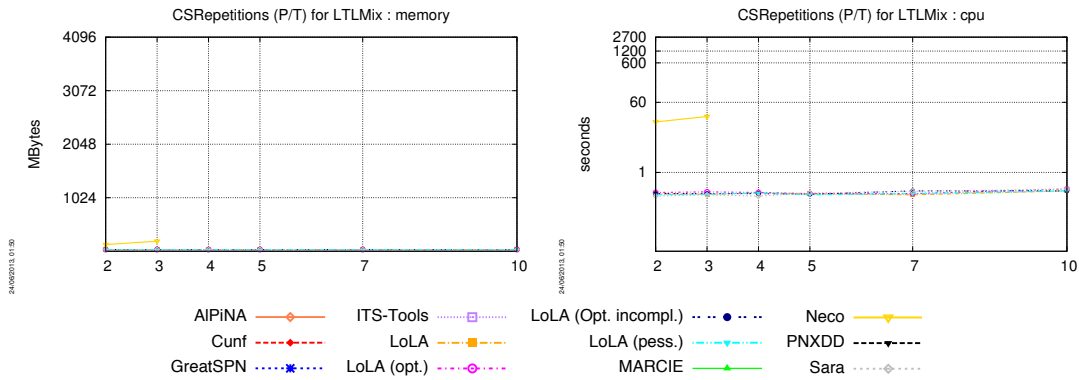 CSRepetitions (P/T) for LTLMix : memory
4096
3072
2048
1024
MBytes
2 3 4 5 7 10
24/06/2013, 01:50
CSRepetitions (P/T) for LTLMix : cpu
2700
1200
600
60
1
seconds
2 3 4 5 7 10
24/06/2013, 01:50
AlPiNA ITS-Tools LoLA (Opt. incompl.) Neco
Cunf LoLA LoLA (pess.) PNXDD
GreatSPN LoLA (opt.) MARCIE Sara